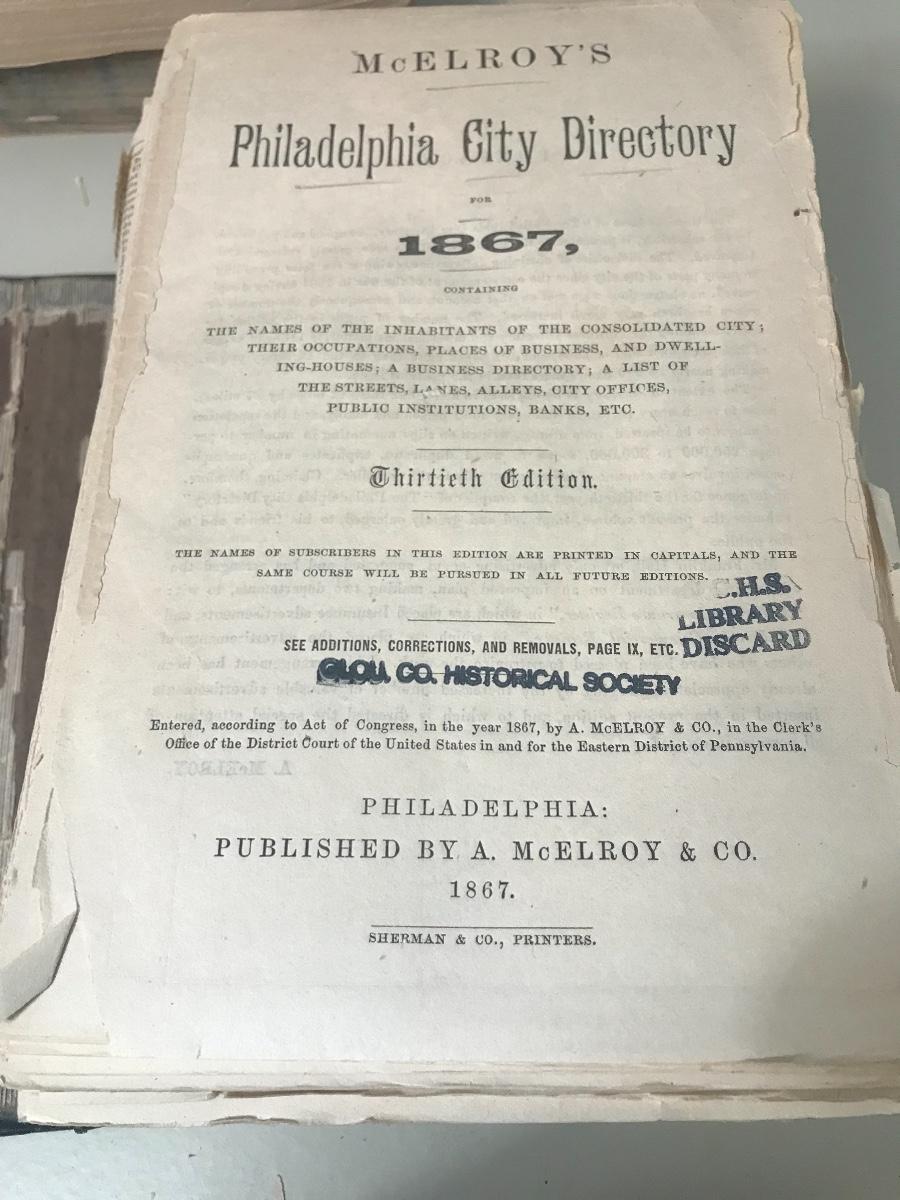 McELROY'S
Philadelphia City Directory
FOR
1867,
CONTAINING
THE NAMES OF THE INHABITANTS OF THE CONSOLIDATED CITY;
THEIR OCCUPATIONS, PLACES OF BUSINESS, AND DWELL-
ING-HOUSES; A BUSINESS DIRECTORY; A LIST OF
THE STREETS, LANES, ALLEYS, CITY OFFICES,
PUBLIC INSTITUTIONS, BANKS, ETC.
Thirtieth Edition.
THE NAMES OF SUBSCRIBERS IN THIS EDITION ARE PRINTED IN CAPITALS, AND THE
SAME COURSE WILL BE PURSUED IN ALL FUTURE EDITIONS.
.H.S.
LIBRARY
DISCARD
SEE ADDITIONS, CORRECTIONS, AND REMOVALS, PAGE IX, ETC.
GLOU. CO. HISTORICAL SOCIETY
Entered, according to Act of Congress, in the year 1867, by A. McELROY & CO., in the Clerk's
Office of the District Court of the United States in and for the Eastern District of Pennsylvania.
PHILADELPHIA:
PUBLISHED BY A. McELROY & CO.
1867.
SHERMAN & CO., PRINTERS.